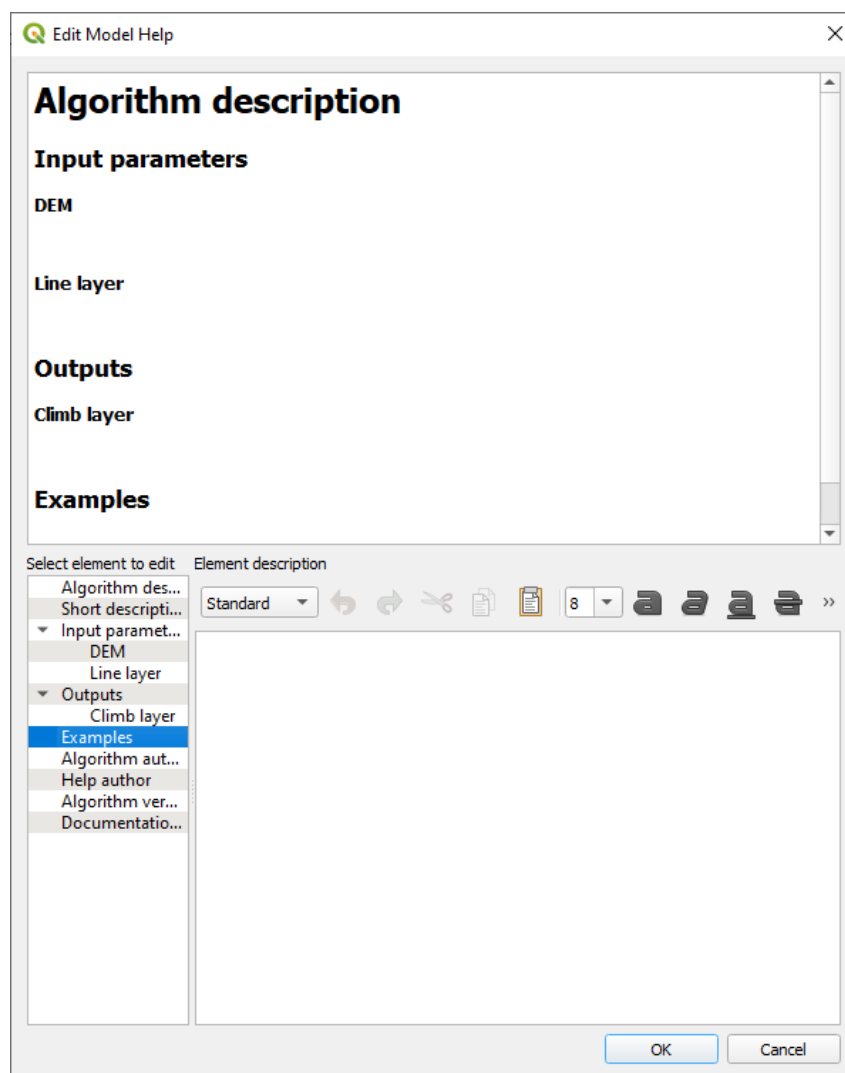 Edit Model Help
Algorithm description
Input parameters
DEM
Line layer
Outputs
Climb layer
Examples
Select element to edit Element description
Algorithm des...
Short descripti...
Input paramet...
DEM
Line layer
Outputs
Climb layer
Examples
Algorithm aut...
Help author
Algorithm ver...
Documentatio...
Standard 8 a a a a »
OK Cancel